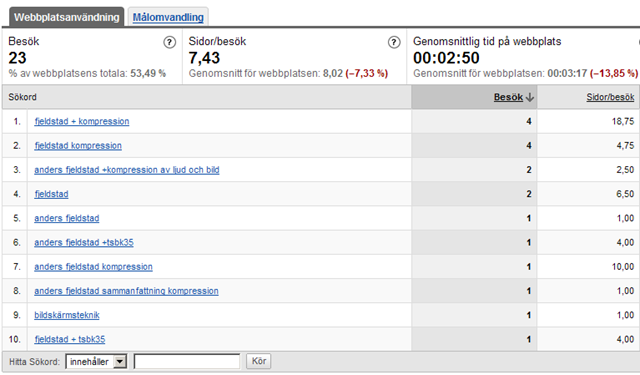 Webbplatsanvändning Målomvandling
Besök ? Sidor/besök ? Genomsnittlig tid på webbplats
23 7,43 00:02:50
% av webbplatsens totala: 53,49 % Genomsnitt för webbplatsen: 8,02 (−7,33 %) Genomsnitt för webbplatsen: 00:03:17 (−13,85 %)
Sökord Besök ↓ Sidor/besök
1. fjeldstad + kompression 4 18,75
2. fjeldstad kompression 4 4,75
3. anders fjeldstad +kompression av ljud och bild 2 2,50
4. fjeldstad 2 6,50
5. anders fjeldstad 1 1,00
6. anders fjeldstad +tsbk35 1 4,00
7. anders fjeldstad kompression 1 10,00
8. anders fjeldstad sammanfattning kompression 1 1,00
9. bildskärmsteknik 1 1,00
10. fjeldstad + tsbk35 1 4,00
Hitta Sökord: innehåller Kör